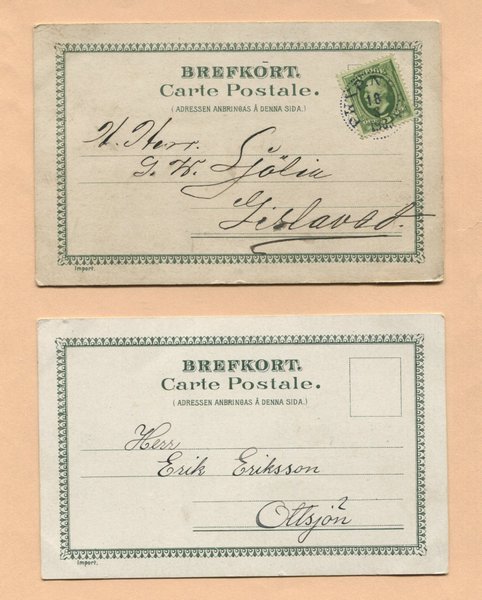 BREFKORT.
Carte Postale.
(ADRESSEN ANBRINGAS Å DENNA SIDA.)
H. Herr.
G. W. Sjölin
Gislaved.
Import.
BREFKORT.
Carte Postale.
(ADRESSEN ANBRINGAS Å DENNA SIDA.)
Herr
Erik Eriksson
Ottsjön
Import.